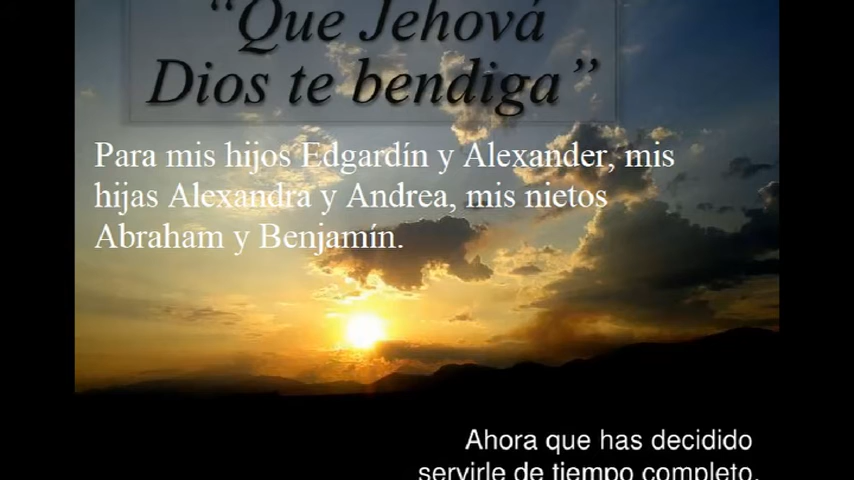 “Que Jehová
Dios te bendiga”
Para mis hijos Edgardín y Alexander, mis
hijas Alexandra y Andrea, mis nietos
Abraham y Benjamín.
Ahora que has decidido
servirle de tiempo completo,